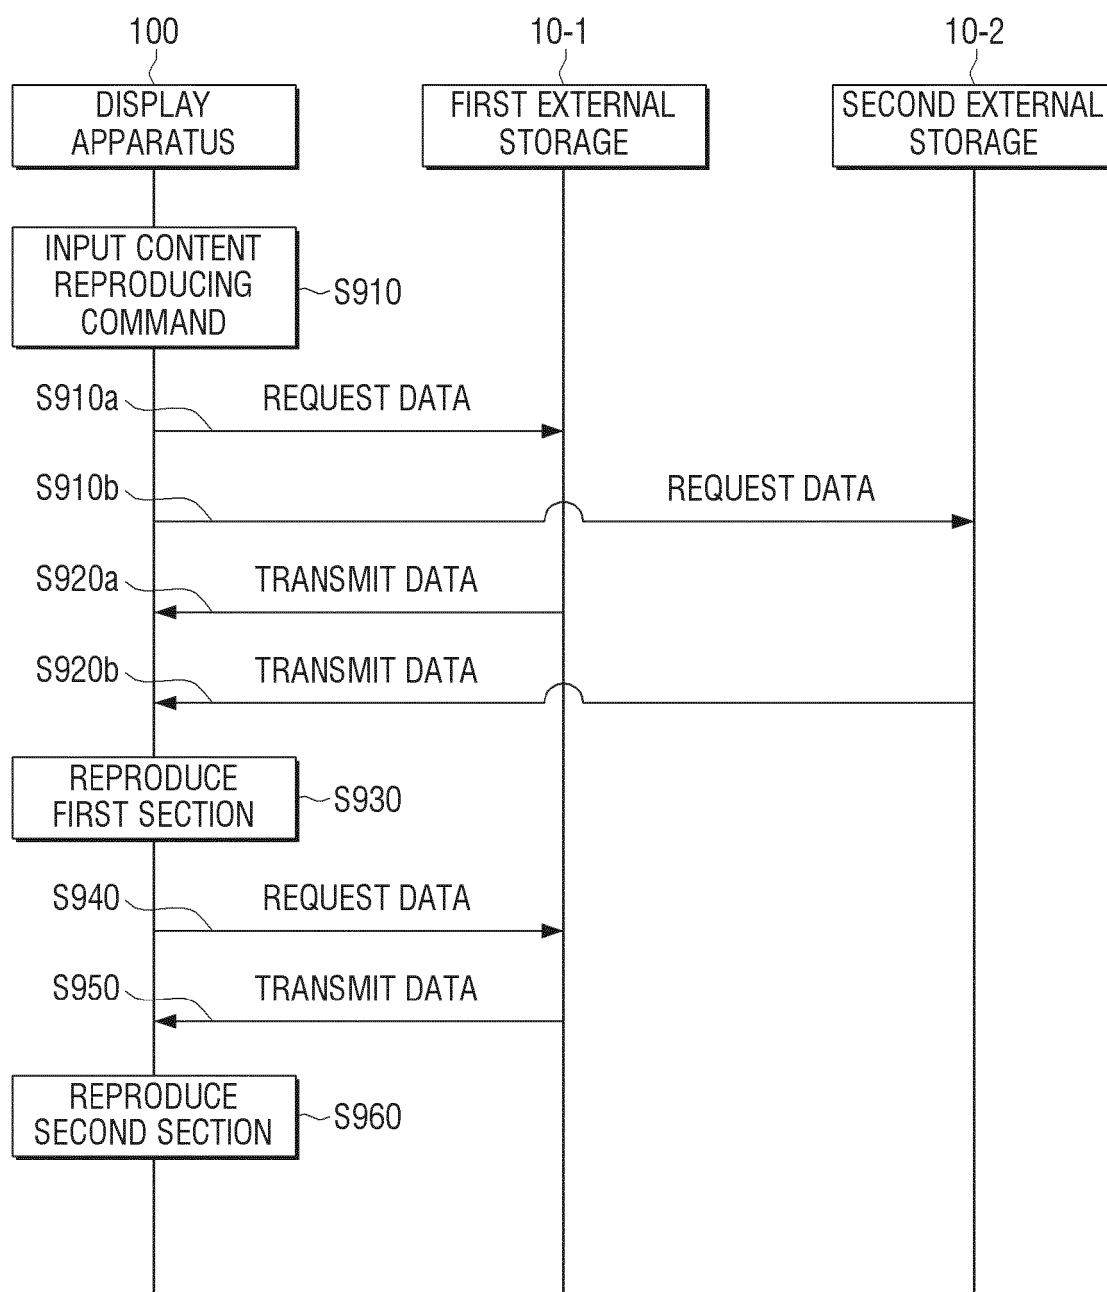 100
10-1
10-2
DISPLAY
APPARATUS
FIRST EXTERNAL
STORAGE
SECOND EXTERNAL
STORAGE
INPUT CONTENT
REPRODUCING
COMMAND
S910
S910a
REQUEST DATA
S910b
REQUEST DATA
S920a
TRANSMIT DATA
S920b
TRANSMIT DATA
REPRODUCE
FIRST SECTION
S930
S940
REQUEST DATA
S950
TRANSMIT DATA
REPRODUCE
SECOND SECTION
S960